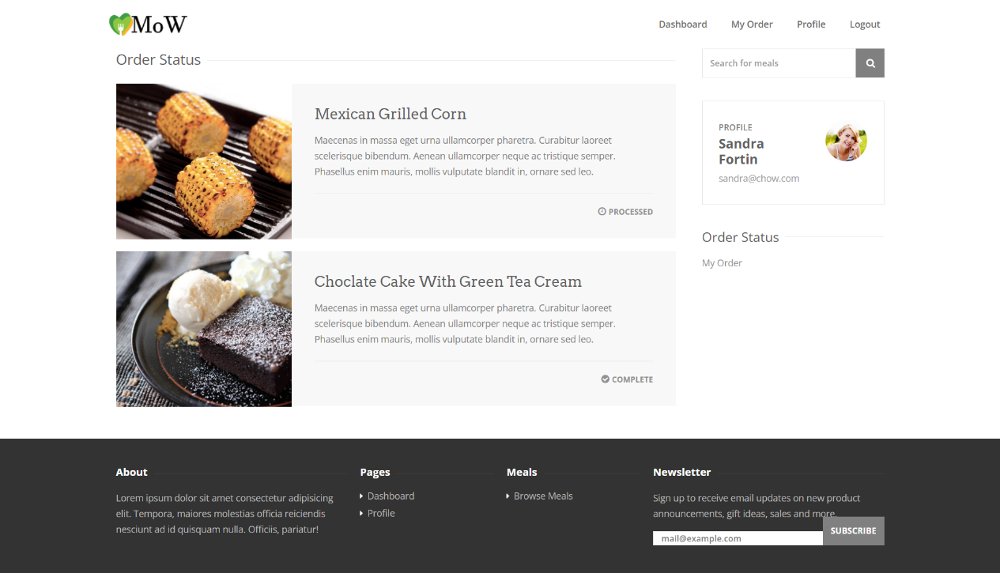 MoW
Dashboard
My Order
Profile
Logout
Order Status
Search for meals
Mexican Grilled Corn
Maecenas in massa eget urna ullamcorper pharetra. Curabitur laoreet
scelerisque bibendum. Aenean ullamcorper neque ac tristique semper.
Phasellus enim mauris, mollis vulputate blandit in, ornare sed leo.
PROCESSED
Choclate Cake With Green Tea Cream
Maecenas in massa eget urna ullamcorper pharetra. Curabitur laoreet
scelerisque bibendum. Aenean ullamcorper neque ac tristique semper.
Phasellus enim mauris, mollis vulputate blandit in, ornare sed leo.
COMPLETE
PROFILE
Sandra
Fortin
sandra@chow.com
Order Status
My Order
About
Lorem ipsum dolor sit amet consectetur adipisicing
elit. Tempora, maiores molestias officia reiciendis
nesciunt ad id quisquam nulla. Officiis, pariatur!
Pages
Dashboard
Profile
Meals
Browse Meals
Newsletter
Sign up to receive email updates on new product
announcements, gift ideas, sales and more.
mail@example.com
SUBSCRIBE